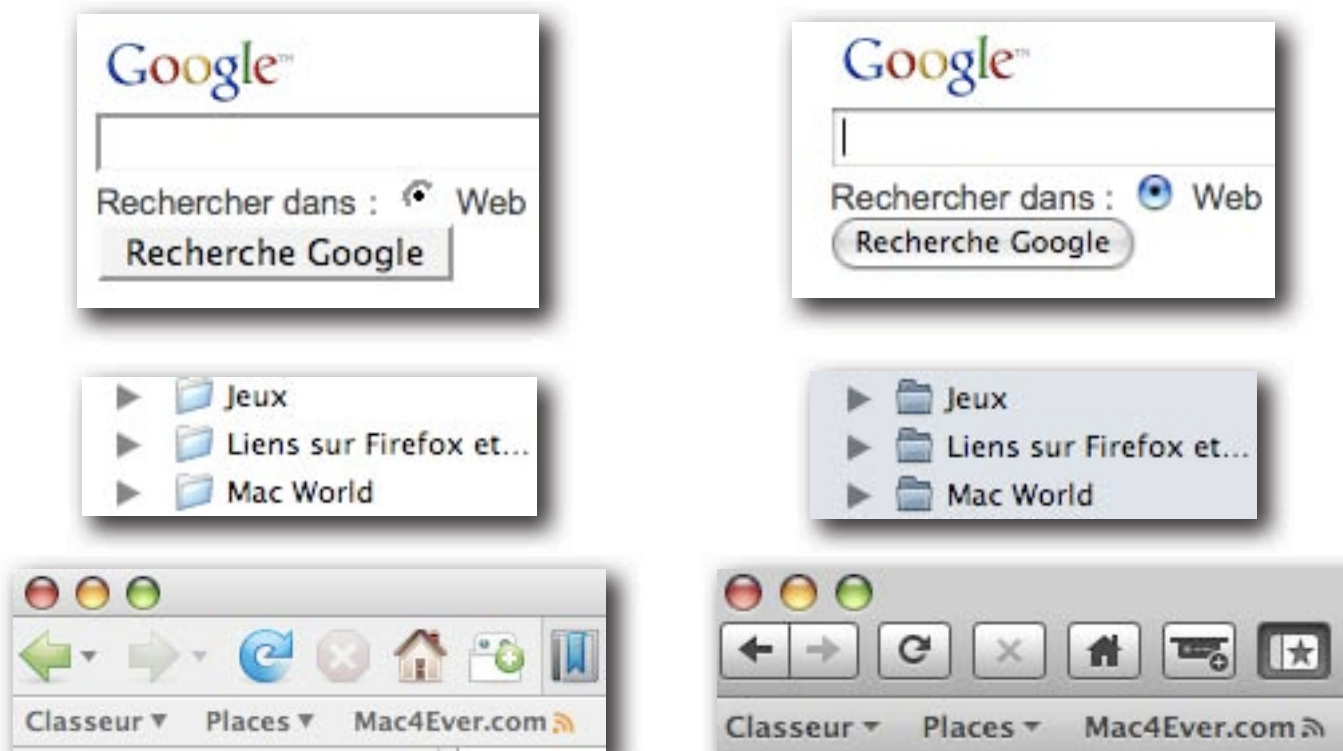 Google™
Rechercher dans : Web
Recherche Google
Google™
Rechercher dans : Web
Recherche Google
Jeux
Liens sur Firefox et...
Mac World
Jeux
Liens sur Firefox et...
Mac World
Classeur Places Mac4Ever.com
Classeur Places Mac4Ever.com